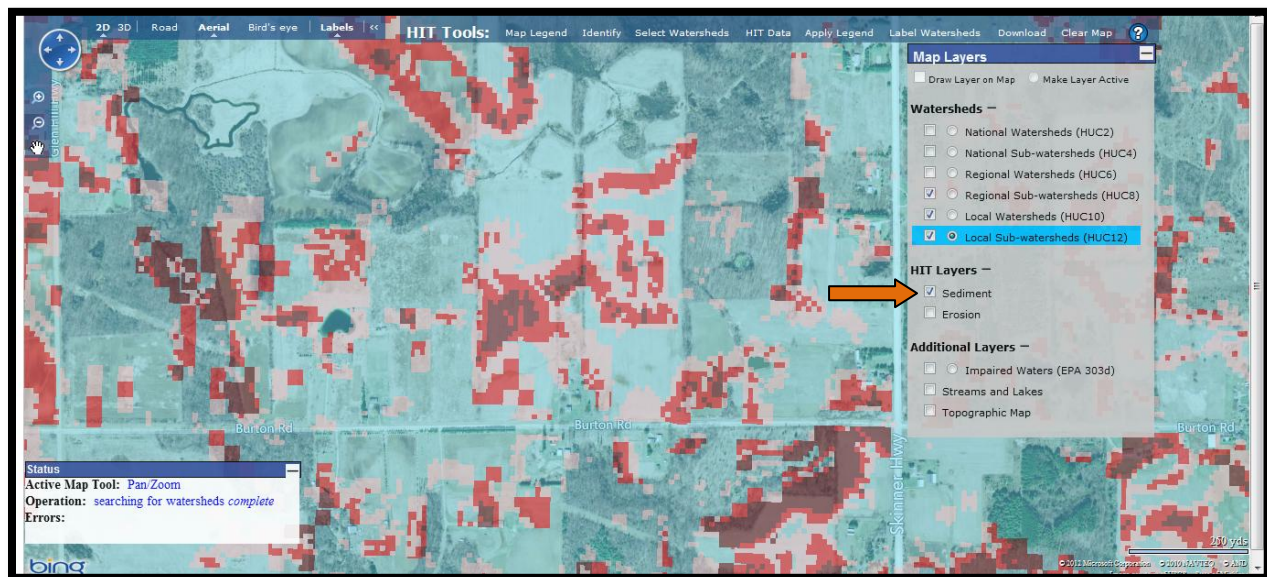 2D 3D Road Aerial Bird's eye Labels <<
HIT Tools: Map Legend Identify Select Watersheds HIT Data Apply Legend Label Watersheds Download Clear Map ?
Map Layers
Draw Layer on Map Make Layer Active
Watersheds –
National Watersheds (HUC2)
National Sub-watersheds (HUC4)
Regional Watersheds (HUC6)
Regional Sub-watersheds (HUC8)
Local Watersheds (HUC10)
Local Sub-watersheds (HUC12)
HIT Layers –
Sediment
Erosion
Additional Layers –
Impaired Waters (EPA 303d)
Streams and Lakes
Topographic Map
Burton Rd
Burton Rd
Burton Rd
Skinner Hwy
Status
Active Map Tool: Pan/Zoom
Operation: searching for watersheds complete
Errors:
bing
250 yds
© 2010 NAVTEQ © AND